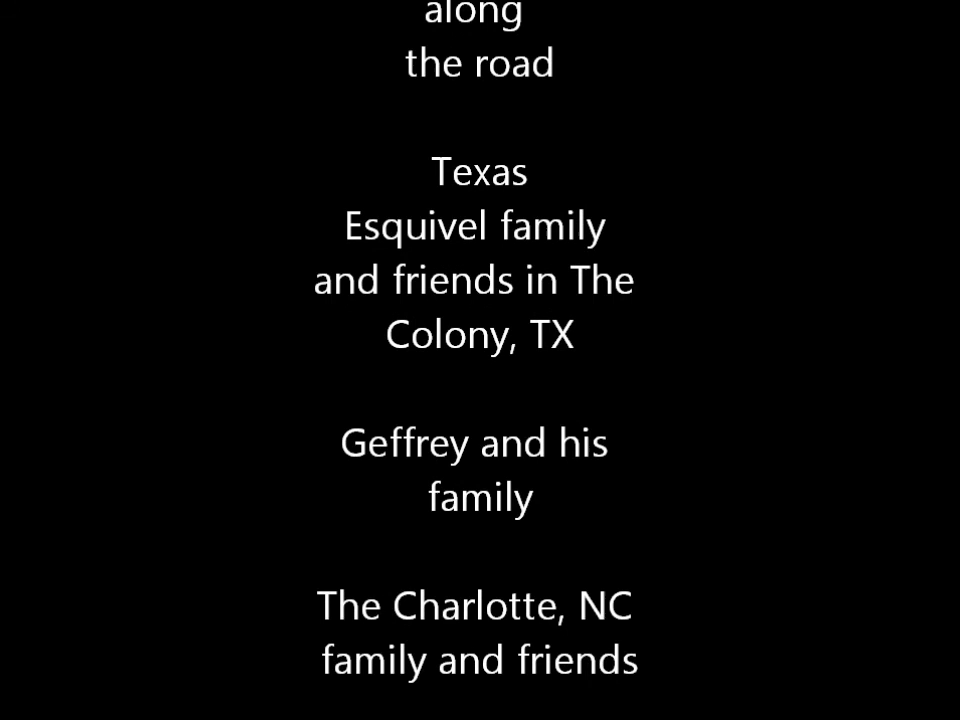 along
the road
Texas
Esquivel family
and friends in The
Colony, TX
Geffrey and his
family
The Charlotte, NC
family and friends